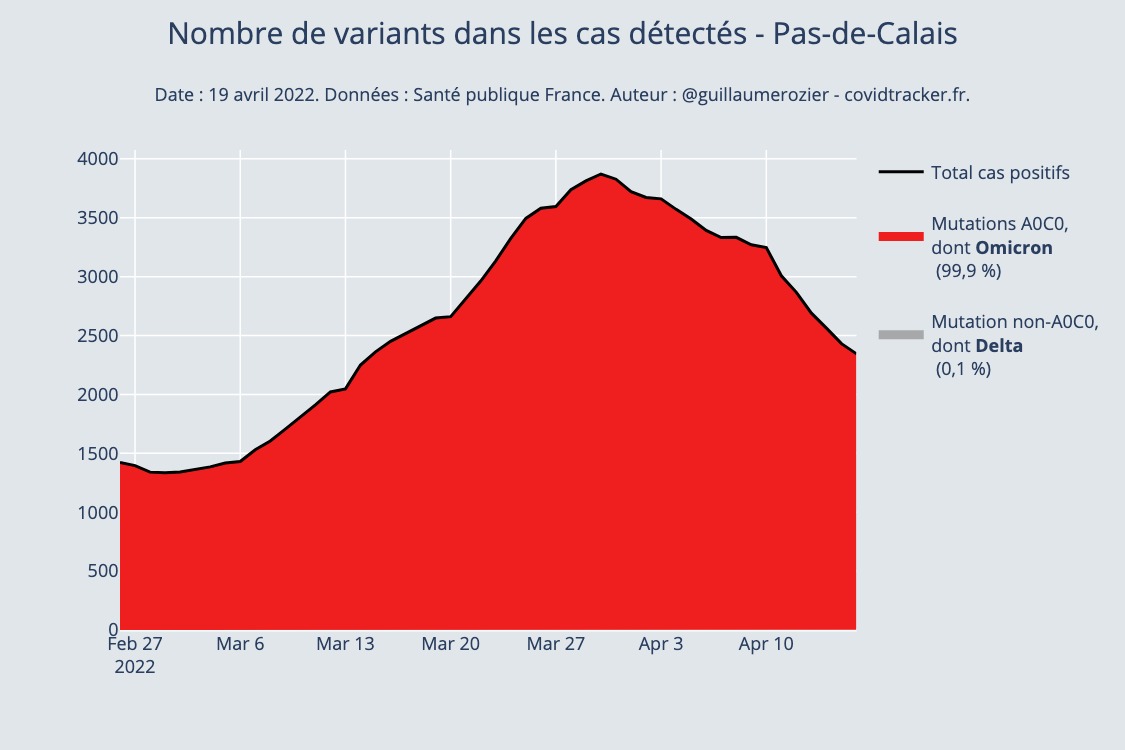 Nombre de variants dans les cas détectés - Pas-de-Calais
Date : 19 avril 2022. Données : Santé publique France. Auteur : @guillaumerozier - covidtracker.fr.
4000
3500
3000
2500
2000
1500
1000
500
0
Feb 27
2022
Mar 6
Mar 13
Mar 20
Mar 27
Apr 3
Apr 10
Total cas positifs
Mutations A0C0,
dont Omicron
(99,9 %)
Mutation non-A0C0,
dont Delta
(0,1 %)